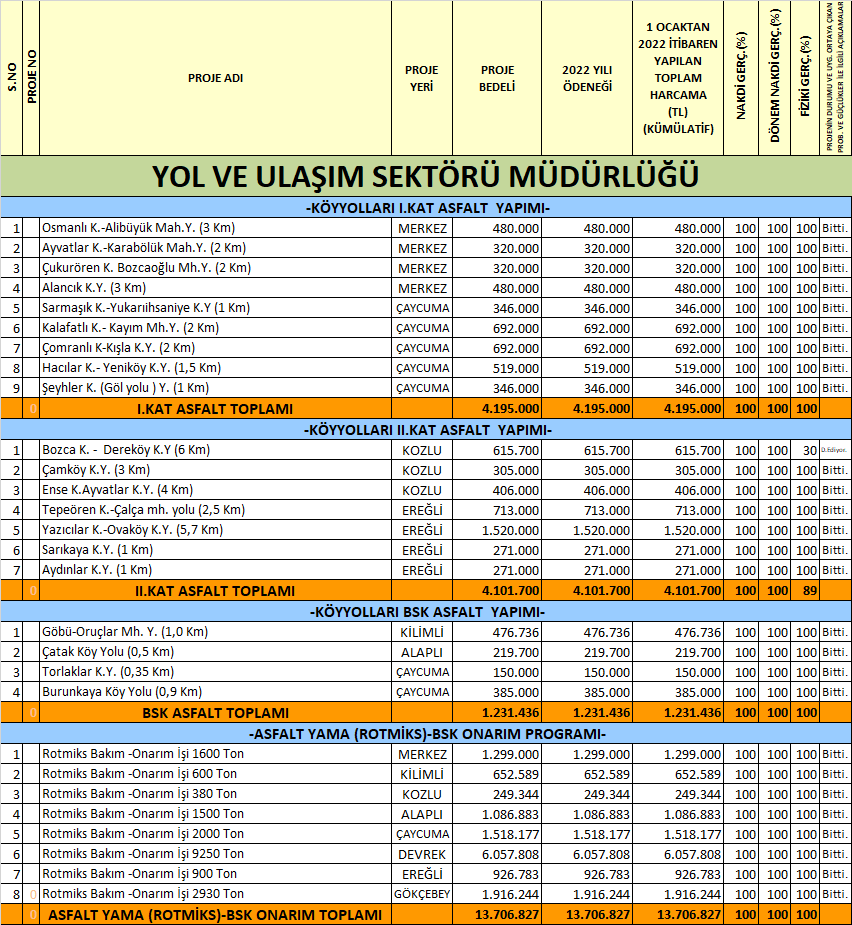 S.NO PROJE NO PROJE ADI PROJE YERİ PROJE BEDELİ 2022 YILI ÖDENEĞİ 1 OCAKTAN 2022 İTİBAREN YAPILAN TOPLAM HARCAMA (TL) (KÜMÜLATİF) NAKDİ GERÇ.(%) DÖNEM NAKDİ GERÇ.(%) FİZİKİ GERÇ.(%) PROJENİN DURUMU VE UYG. ORTAYA ÇIKAN PROB. VE GÜÇLÜKLER İLE İLGİLİ AÇIKLAMALAR
YOL VE ULAŞIM SEKTÖRÜ MÜDÜRLÜĞÜ
-KÖYYOLLARI I.KAT ASFALT YAPIMI-
1 Osmanlı K.-Alibüyük Mah.Y. (3 Km) MERKEZ 480.000 480.000 480.000 100 100 100 Bitti.
2 Ayvatlar K.-Karabölük Mah.Y. (2 Km) MERKEZ 320.000 320.000 320.000 100 100 100 Bitti.
3 Çukurören K. Bozcaoğlu Mh.Y. (2 Km) MERKEZ 320.000 320.000 320.000 100 100 100 Bitti.
4 Alancık K.Y. (3 Km) MERKEZ 480.000 480.000 480.000 100 100 100 Bitti.
5 Sarmaşık K.-Yukarıihsaniye K.Y (1 Km) ÇAYCUMA 346.000 346.000 346.000 100 100 100 Bitti.
6 Kalafatlı K.- Kayım Mh.Y. (2 Km) ÇAYCUMA 692.000 692.000 692.000 100 100 100 Bitti.
7 Çomranlı K-Kışla K.Y. (2 Km) ÇAYCUMA 692.000 692.000 692.000 100 100 100 Bitti.
8 Hacılar K.- Yeniköy K.Y. (1,5 Km) ÇAYCUMA 519.000 519.000 519.000 100 100 100 Bitti.
9 Şeyhler K. (Göl yolu ) Y. (1 Km) ÇAYCUMA 346.000 346.000 346.000 100 100 100 Bitti.
0 I.KAT ASFALT TOPLAMI 4.195.000 4.195.000 4.195.000 100 100 100
-KÖYYOLLARI II.KAT ASFALT YAPIMI-
1 Bozca K. - Dereköy K.Y (6 Km) KOZLU 615.700 615.700 615.700 100 100 30 D.Ediyor.
2 Çamköy K.Y. (3 Km) KOZLU 305.000 305.000 305.000 100 100 100 Bitti.
3 Ense K.Ayvatlar K.Y. (4 Km) KOZLU 406.000 406.000 406.000 100 100 100 Bitti.
4 Tepeören K.-Çalça mh. yolu (2,5 Km) EREĞLİ 713.000 713.000 713.000 100 100 100 Bitti.
5 Yazıcılar K.-Ovaköy K.Y. (5,7 Km) EREĞLİ 1.520.000 1.520.000 1.520.000 100 100 100 Bitti.
6 Sarıkaya K.Y. (1 Km) EREĞLİ 271.000 271.000 271.000 100 100 100 Bitti.
7 Aydınlar K.Y. (1 Km) EREĞLİ 271.000 271.000 271.000 100 100 100 Bitti.
0 II.KAT ASFALT TOPLAMI 4.101.700 4.101.700 4.101.700 100 100 89
-KÖYYOLLARI BSK ASFALT YAPIMI-
1 Göbü-Oruçlar Mh. Y. (1,0 Km) KİLİMLİ 476.736 476.736 476.736 100 100 100 Bitti.
2 Çatak Köy Yolu (0,5 Km) ALAPLI 219.700 219.700 219.700 100 100 100 Bitti.
3 Torlaklar K.Y. (0,35 Km) ÇAYCUMA 150.000 150.000 150.000 100 100 100 Bitti.
4 Burunkaya Köy Yolu (0,9 Km) ÇAYCUMA 385.000 385.000 385.000 100 100 100 Bitti.
0 BSK ASFALT TOPLAMI 1.231.436 1.231.436 1.231.436 100 100 100
-ASFALT YAMA (ROTMİKS)-BSK ONARIM PROGRAMI-
1 Rotmiks Bakım -Onarım İşi 1600 Ton MERKEZ 1.299.000 1.299.000 1.299.000 100 100 100 Bitti.
2 Rotmiks Bakım -Onarım İşi 600 Ton KİLİMLİ 652.589 652.589 652.589 100 100 100 Bitti.
3 Rotmiks Bakım -Onarım İşi 380 Ton KOZLU 249.344 249.344 249.344 100 100 100 Bitti.
4 Rotmiks Bakım -Onarım İşi 1500 Ton ALAPLI 1.086.883 1.086.883 1.086.883 100 100 100 Bitti.
5 Rotmiks Bakım -Onarım İşi 2000 Ton ÇAYCUMA 1.518.177 1.518.177 1.518.177 100 100 100 Bitti.
6 Rotmiks Bakım -Onarım İşi 9250 Ton DEVREK 6.057.808 6.057.808 6.057.808 100 100 100 Bitti.
7 Rotmiks Bakım -Onarım İşi 900 Ton EREĞLİ 926.783 926.783 926.783 100 100 100 Bitti.
8 0 Rotmiks Bakım -Onarım İşi 2930 Ton GÖKÇEBEY 1.916.244 1.916.244 1.916.244 100 100 100 Bitti.
0 ASFALT YAMA (ROTMİKS)-BSK ONARIM TOPLAMI 13.706.827 13.706.827 13.706.827 100 100 100